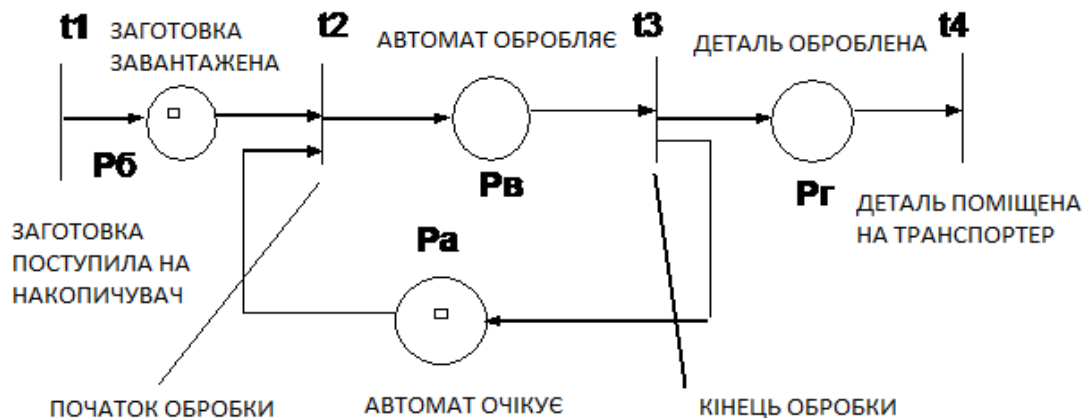 t1
ЗАГОТОВКА
ЗАВАНТАЖЕНА
t2
АВТОМАТ ОБРОБЛЯЄ
t3
ДЕТАЛЬ ОБРОБЛЕНА
t4
Рб
Рв
Рг
ЗАГОТОВКА
ПОСТУПИЛА НА
НАКОПИЧУВАЧ
Ра
ДЕТАЛЬ ПОМІЩЕНА
НА ТРАНСПОРТЕР
ПОЧАТОК ОБРОБКИ
АВТОМАТ ОЧІКУЄ
КІНЕЦЬ ОБРОБКИ